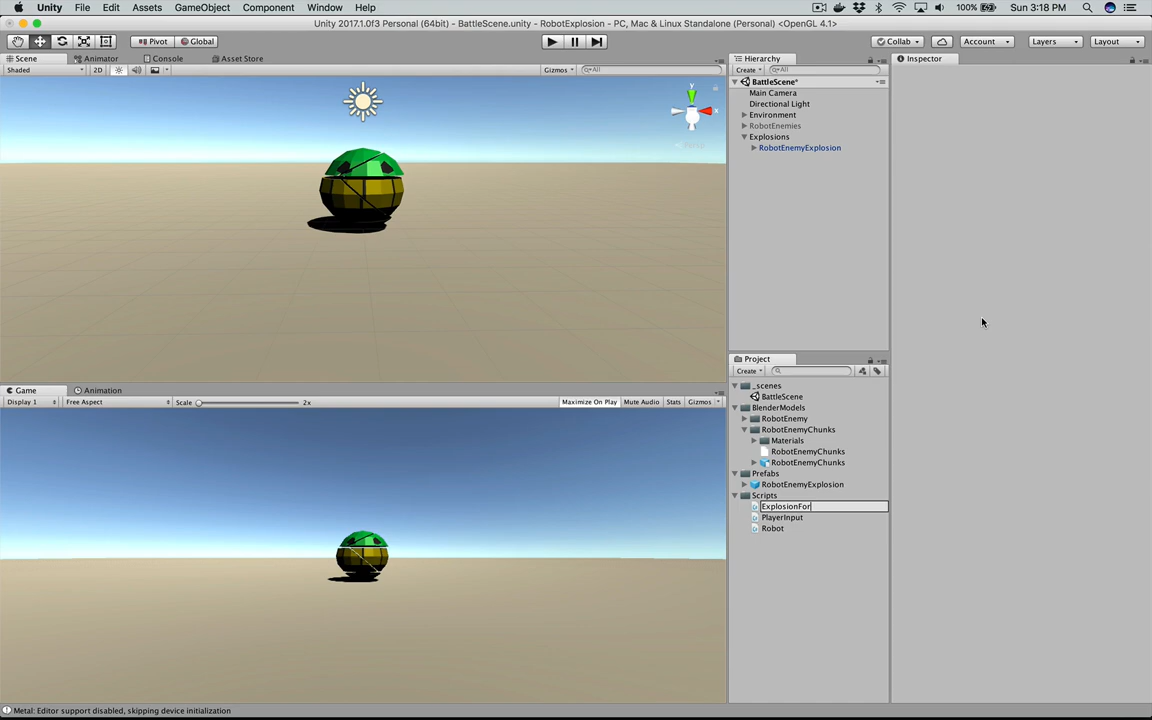 Unity File Edit Assets GameObject Component Window Help 100% Sun 3:18 PM
Unity 2017.1.0f3 Personal (64bit) - BattleScene.unity - RobotExplosion - PC, Mac & Linux Standalone (Personal) <OpenGL 4.1>
Pivot Global Collab Account Layers Layout
Scene Animator Console Asset Store
Shaded 2D Gizmos All
y
x
Persp
Hierarchy
Create All
BattleScene*
Main Camera
Directional Light
Environment
RobotEnemies
Explosions
RobotEnemyExplosion
Inspector
Game Animation
Display 1 Free Aspect Scale 2x Maximize On Play Mute Audio Stats Gizmos
Project
Create
_scenes
BattleScene
BlenderModels
RobotEnemy
RobotEnemyChunks
Materials
RobotEnemyChunks
RobotEnemyChunks
Prefabs
RobotEnemyExplosion
Scripts
ExplosionFor
PlayerInput
Robot
Metal: Editor support disabled, skipping device initialization